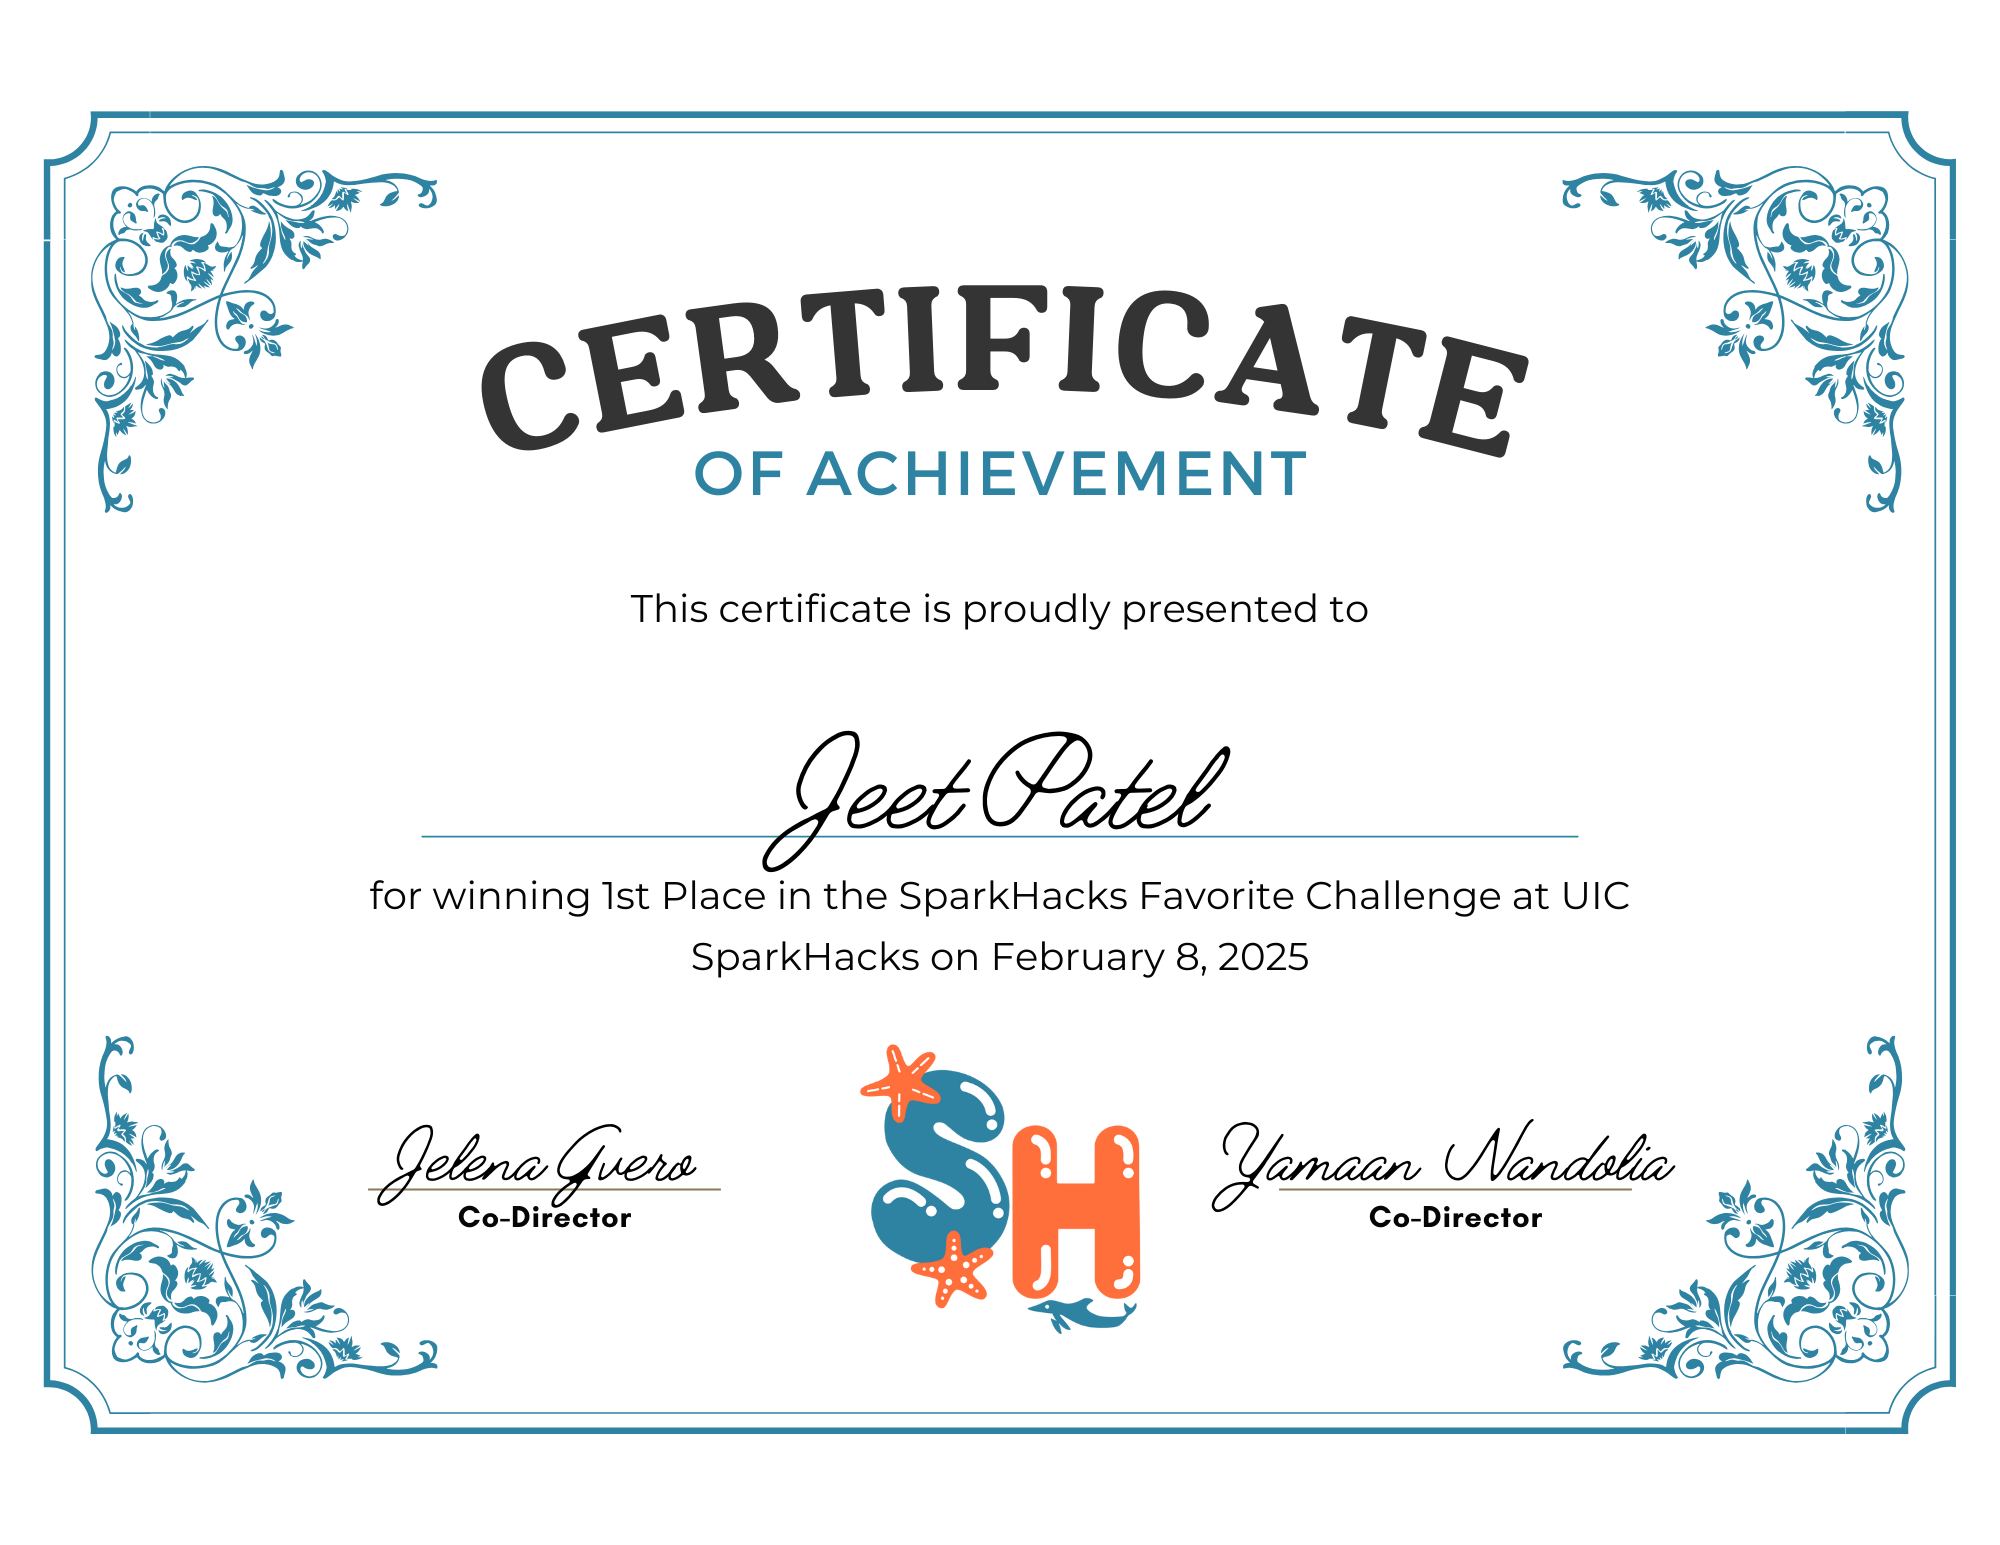 CERTIFICATE
OF ACHIEVEMENT
This certificate is proudly presented to
Jeet Patel
for winning 1st Place in the SparkHacks Favorite Challenge at UIC
SparkHacks on February 8, 2025
SH
Jelena Gvero
Co-Director
Yamaan Nandolia
Co-Director